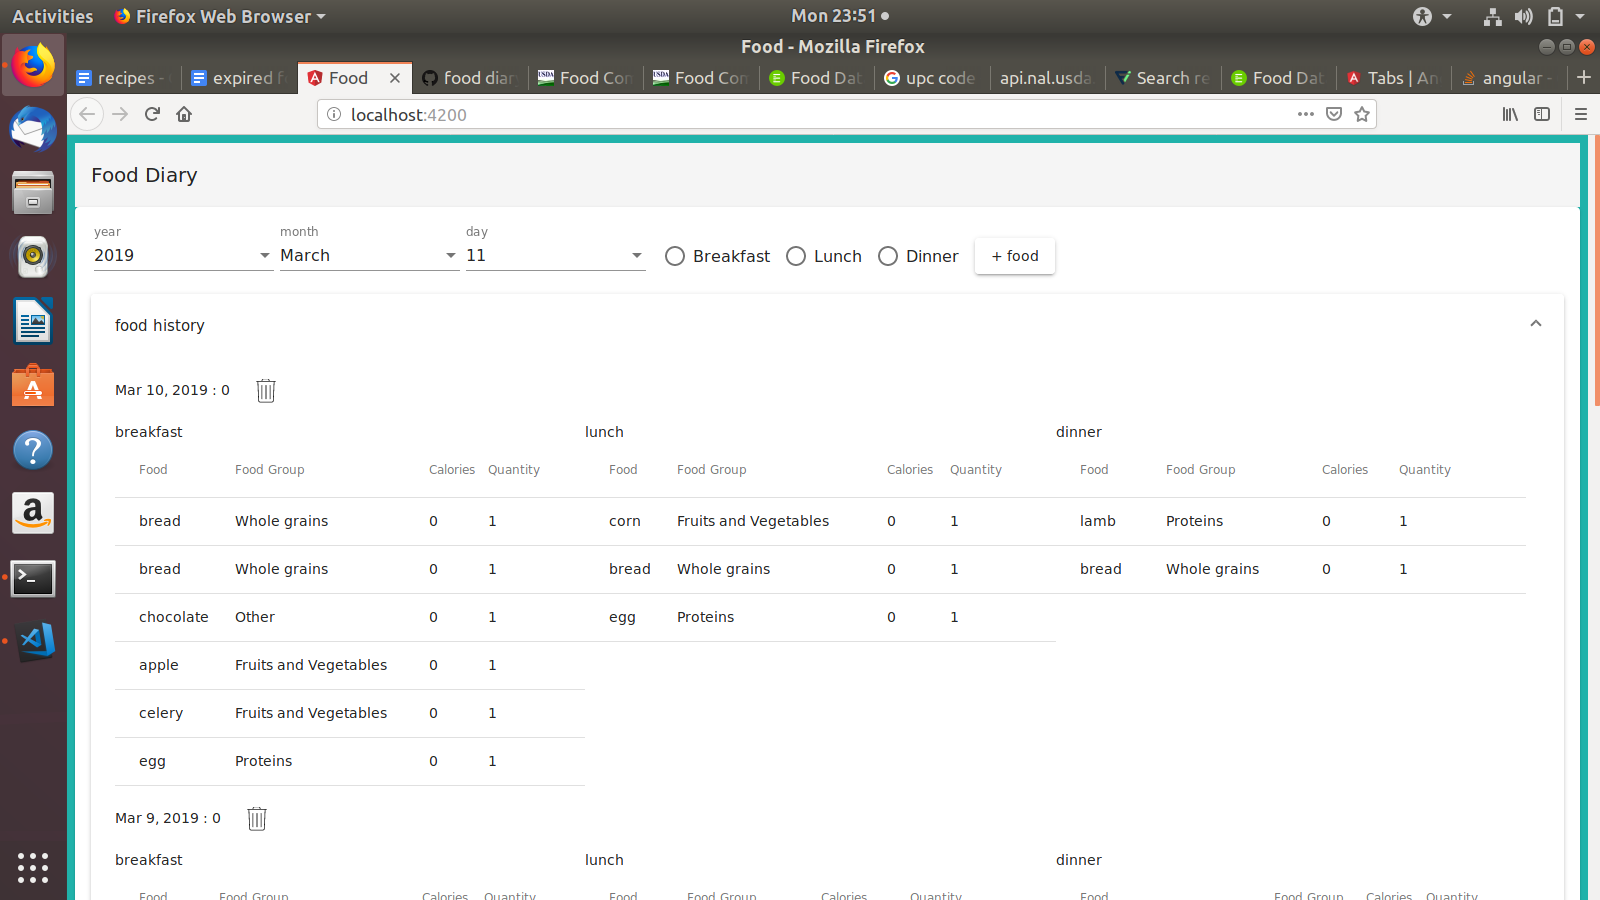 Activities Firefox Web Browser Mon 23:51
Food - Mozilla Firefox
recipes - expired f Food food diar Food Con Food Con Food Dat upc code api.nal.usda Search re Food Dat Tabs | An angular -
localhost:4200
Food Diary
year month day
2019 March 11 Breakfast Lunch Dinner + food
food history
Mar 10, 2019 : 0
breakfast lunch dinner
Food Food Group Calories Quantity Food Food Group Calories Quantity Food Food Group Calories Quantity
bread Whole grains 0 1 corn Fruits and Vegetables 0 1 lamb Proteins 0 1
bread Whole grains 0 1 bread Whole grains 0 1 bread Whole grains 0 1
chocolate Other 0 1 egg Proteins 0 1
apple Fruits and Vegetables 0 1
celery Fruits and Vegetables 0 1
egg Proteins 0 1
Mar 9, 2019 : 0
breakfast lunch dinner
Food Food Group Calories Quantity Food Food Group Calories Quantity Food Food Group Calories Quantity